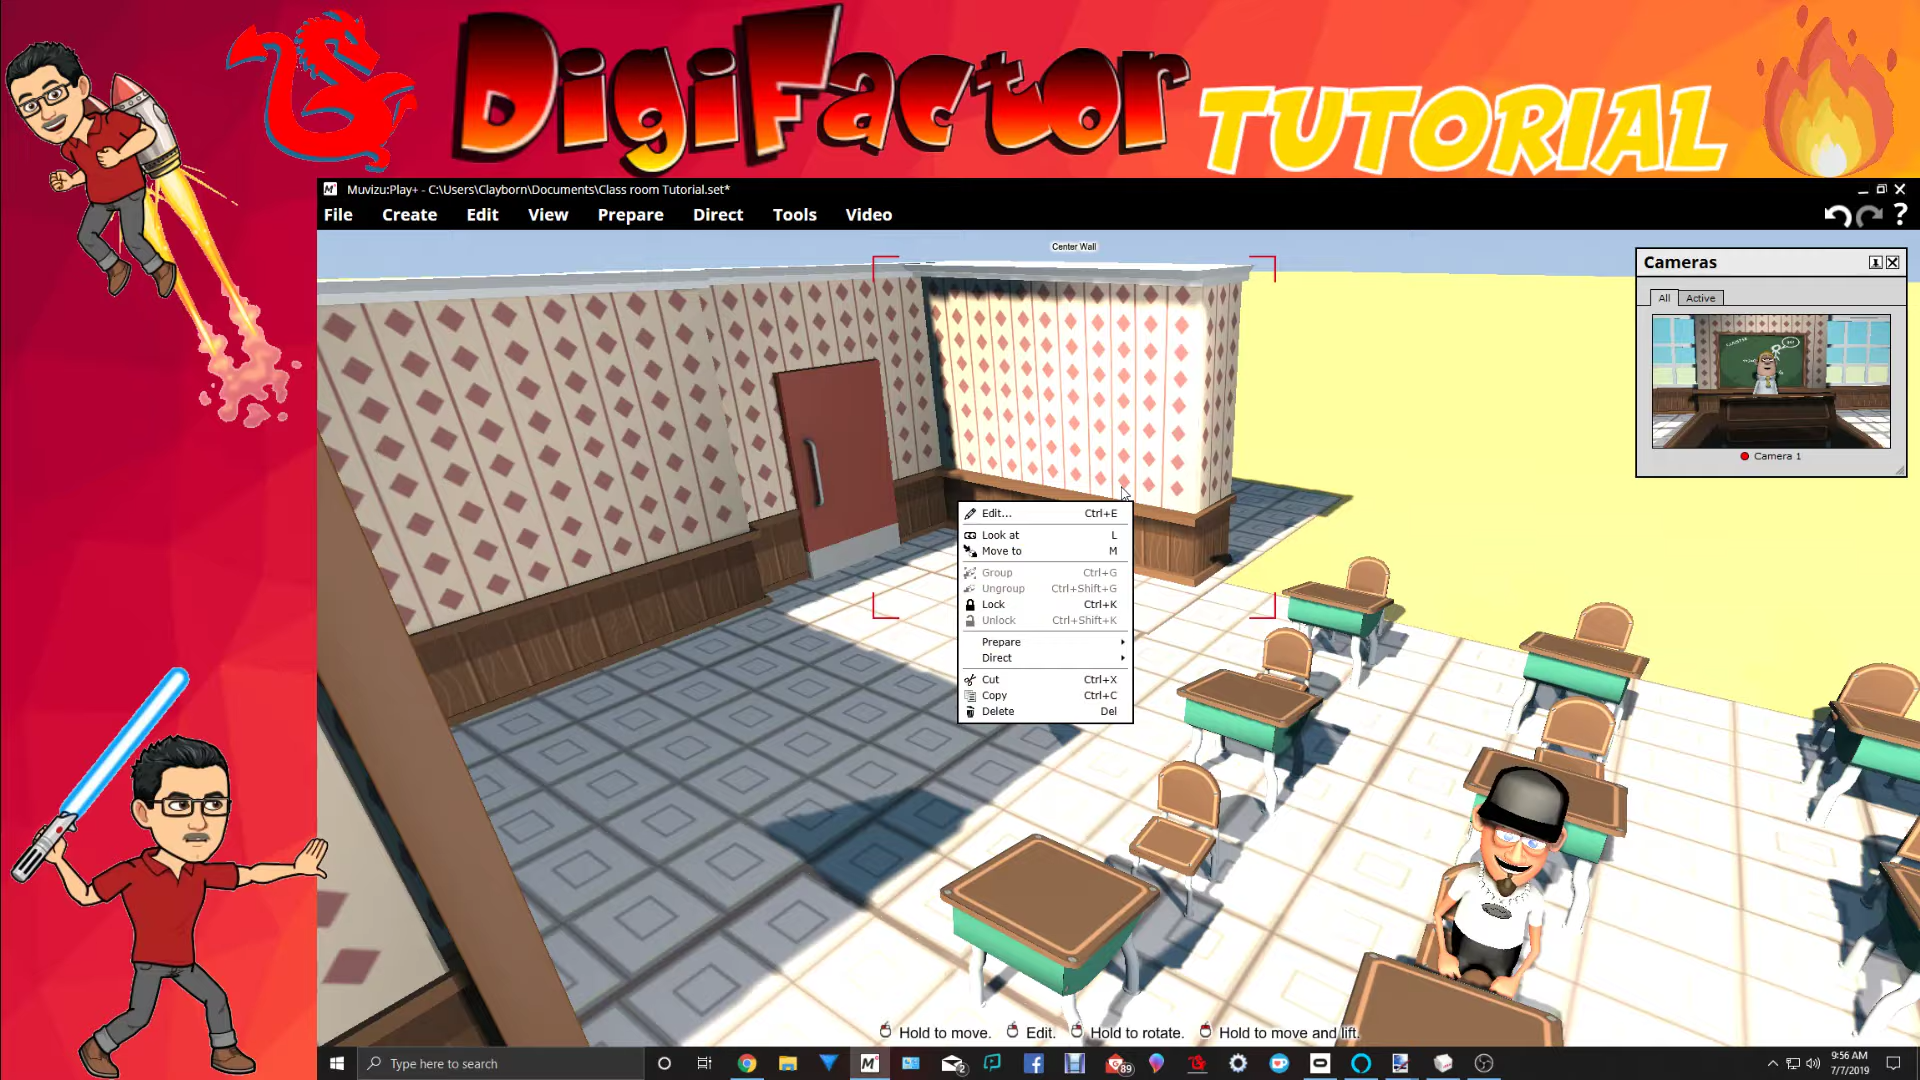 DigiFactor TUTORIAL
Muvizu:Play+ - C:\Users\Clayborn\Documents\Class room Tutorial.set*
File Create Edit View Prepare Direct Tools Video ?
Center Wall
Cameras
All Active
Camera 1
Edit... Ctrl+E
Look at L
Move to M
Group Ctrl+G
Ungroup Ctrl+Shift+G
Lock Ctrl+K
Unlock Ctrl+Shift+K
Prepare
Direct
Cut Ctrl+X
Copy Ctrl+C
Delete Del
Hold to move. Edit. Hold to rotate. Hold to move and lift.
Type here to search
2
89
9:56 AM
7/7/2019